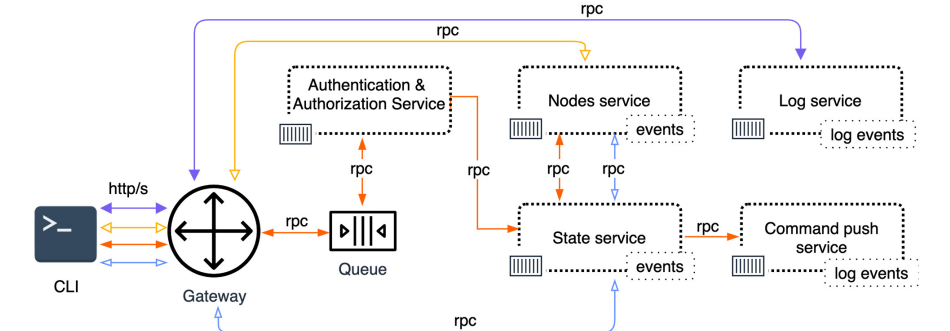 rpc
rpc
Authentication &
Authorization Service
Nodes service
events
Log service
log events
http/s
rpc
rpc
rpc
rpc
>_
CLI
Gateway
rpc
Queue
State service
events
rpc
Command push
service
log events
rpc